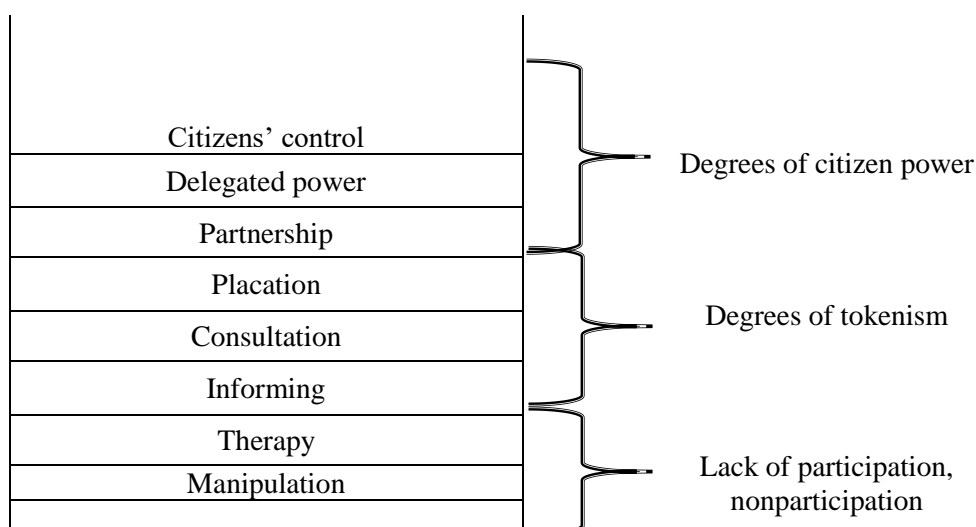 Citizens’ control
Delegated power
Partnership
Placation
Consultation
Informing
Therapy
Manipulation
Degrees of citizen power
Degrees of tokenism
Lack of participation,
nonparticipation